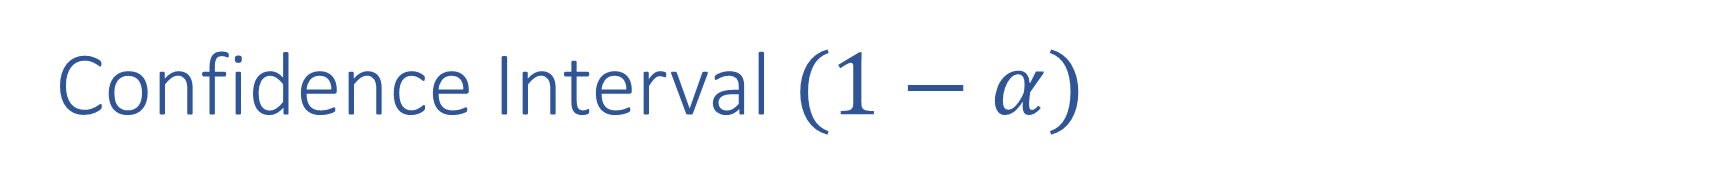 Confidence Interval (1 − α)